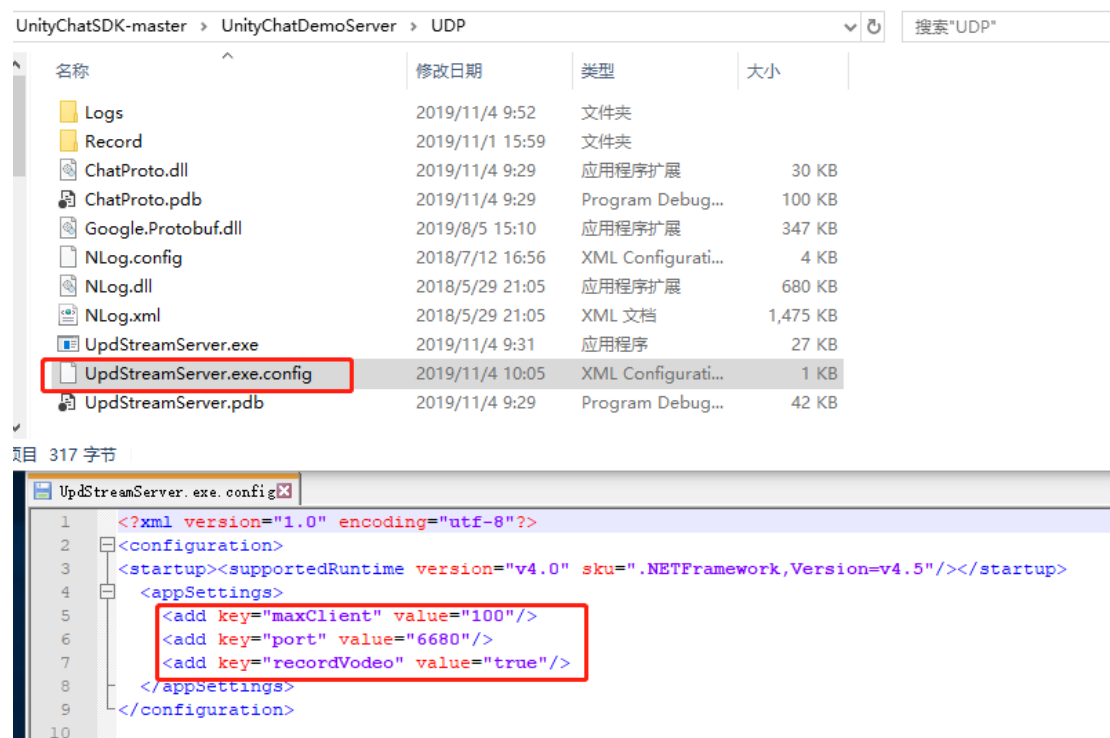 UnityChatSDK-master › UnityChatDemoServer › UDP 搜索"UDP"
名称 修改日期 类型 大小
Logs 2019/11/4 9:52 文件夹
Record 2019/11/1 15:59 文件夹
ChatProto.dll 2019/11/4 9:29 应用程序扩展 30 KB
ChatProto.pdb 2019/11/4 9:29 Program Debug... 100 KB
Google.Protobuf.dll 2019/8/5 15:10 应用程序扩展 347 KB
NLog.config 2018/7/12 16:56 XML Configurati... 4 KB
NLog.dll 2018/5/29 21:05 应用程序扩展 680 KB
NLog.xml 2018/5/29 21:05 XML 文档 1,475 KB
UpdStreamServer.exe 2019/11/4 9:31 应用程序 27 KB
UpdStreamServer.exe.config 2019/11/4 10:05 XML Configurati... 1 KB
UpdStreamServer.pdb 2019/11/4 9:29 Program Debug... 42 KB
项目 317 字节
UpdStreamServer.exe.config
1 <?xml version="1.0" encoding="utf-8"?>
2 <configuration>
3 <startup><supportedRuntime version="v4.0" sku=".NETFramework,Version=v4.5"/></startup>
4 <appSettings>
5 <add key="maxClient" value="100"/>
6 <add key="port" value="6680"/>
7 <add key="recordVodeo" value="true"/>
8 </appSettings>
9 </configuration>
10